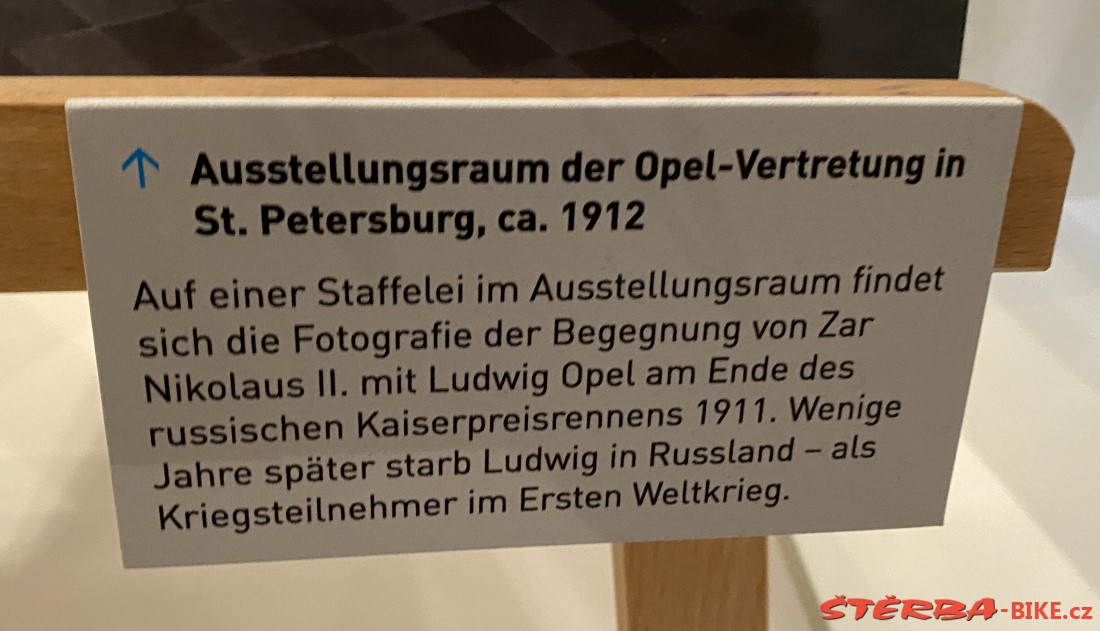 ↑ Ausstellungsraum der Opel-Vertretung in
St. Petersburg, ca. 1912
Auf einer Staffelei im Ausstellungsraum findet
sich die Fotografie der Begegnung von Zar
Nikolaus II. mit Ludwig Opel am Ende des
russischen Kaiserpreisrennens 1911. Wenige
Jahre später starb Ludwig in Russland – als
Kriegsteilnehmer im Ersten Weltkrieg.
ŠTĚRBA-BIKE.cz